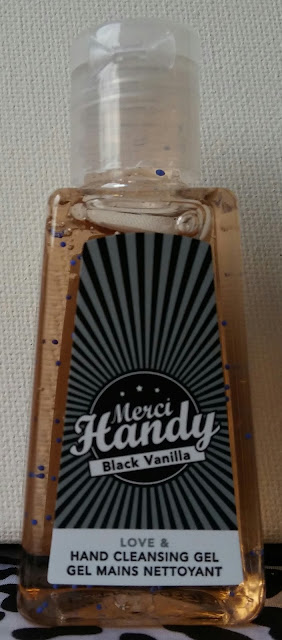 Merci
Handy
Black Vanilla
LOVE &
HAND CLEANSING GEL
GEL MAINS NETTOYANT